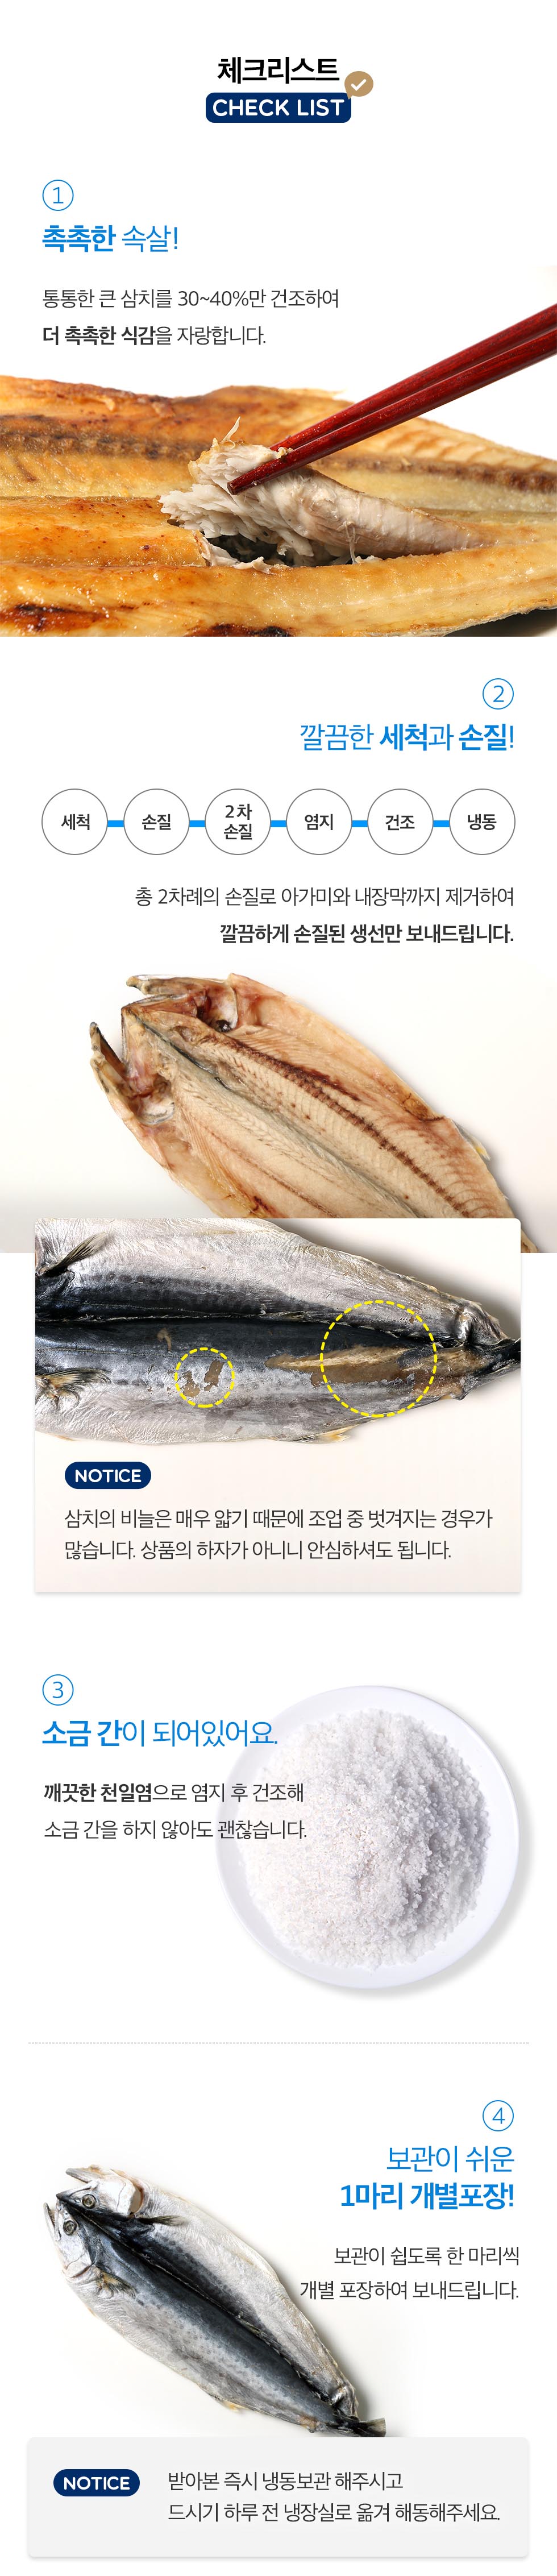 체크리스트
CHECK LIST
1
촉촉한 속살!
통통한 큰 삼치를 30~40%만 건조하여
더 촉촉한 식감을 자랑합니다.
2
깔끔한 세척과 손질!
세척 손질 2차 손질 염지 건조 냉동
총 2차례의 손질로 아가미와 내장막까지 제거하여
깔끔하게 손질된 생선만 보내드립니다.
NOTICE
삼치의 비늘은 매우 얇기 때문에 조업 중 벗겨지는 경우가
많습니다. 상품의 하자가 아니니 안심하셔도 됩니다.
3
소금 간이 되어있어요.
깨끗한 천일염으로 염지 후 건조해
소금 간을 하지 않아도 괜찮습니다.
4
보관이 쉬운
1마리 개별포장!
보관이 쉽도록 한 마리씩
개별 포장하여 보내드립니다.
NOTICE
받아본 즉시 냉동보관 해주시고
드시기 하루 전 냉장실로 옮겨 해동해주세요.